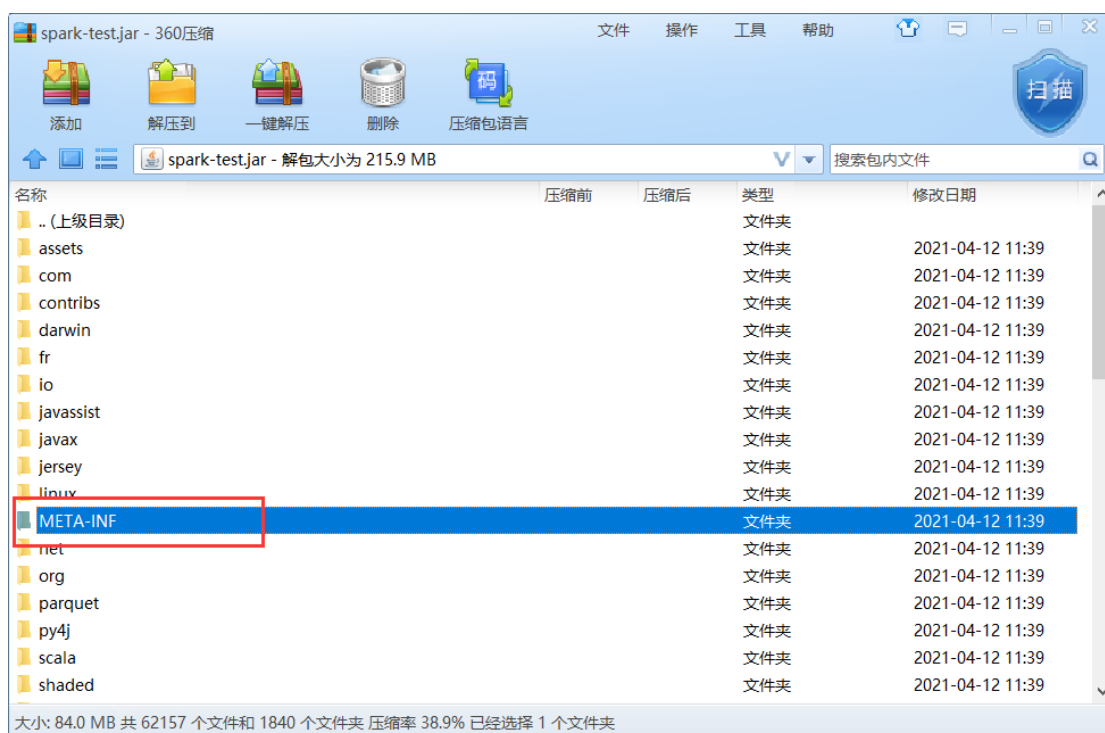 spark-test.jar - 360压缩 文件 操作 工具 帮助
扫描
码
添加 解压到 一键解压 删除 压缩包语言
spark-test.jar - 解包大小为 215.9 MB 搜索包内文件
名称 压缩前 压缩后 类型 修改日期
.. (上级目录) 文件夹
assets 文件夹 2021-04-12 11:39
com 文件夹 2021-04-12 11:39
contribs 文件夹 2021-04-12 11:39
darwin 文件夹 2021-04-12 11:39
fr 文件夹 2021-04-12 11:39
io 文件夹 2021-04-12 11:39
javassist 文件夹 2021-04-12 11:39
javax 文件夹 2021-04-12 11:39
jersey 文件夹 2021-04-12 11:39
linux 文件夹 2021-04-12 11:39
META-INF 文件夹 2021-04-12 11:39
net 文件夹 2021-04-12 11:39
org 文件夹 2021-04-12 11:39
parquet 文件夹 2021-04-12 11:39
py4j 文件夹 2021-04-12 11:39
scala 文件夹 2021-04-12 11:39
shaded 文件夹 2021-04-12 11:39
大小: 84.0 MB 共 62157 个文件和 1840 个文件夹 压缩率 38.9% 已经选择 1 个文件夹